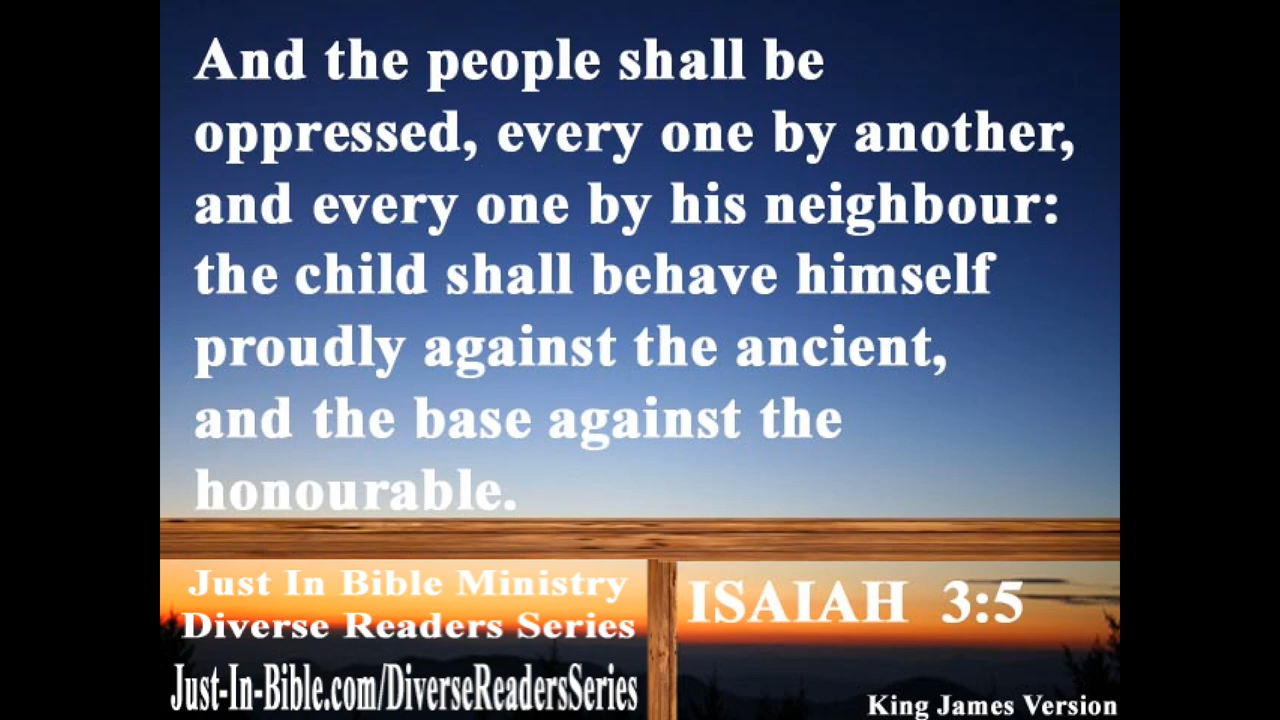 And the people shall be
oppressed, every one by another,
and every one by his neighbour:
the child shall behave himself
proudly against the ancient,
and the base against the
honourable.
Just In Bible Ministry
Diverse Readers Series
Just-In-Bible.com/DiverseReadersSeries
ISAIAH 3:5
King James Version